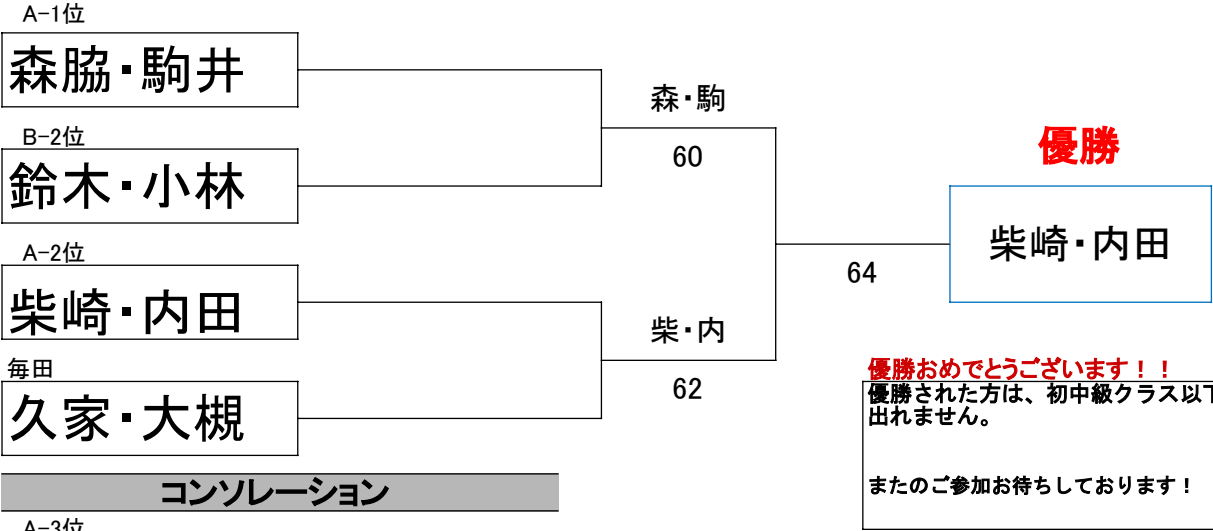 A-1位
森脇・駒井
森・駒
60
B-2位
鈴木・小林
優勝
柴崎・内田
64
A-2位
柴崎・内田
柴・内
62
毎田
久家・大槻
優勝おめでとうございます！！
優勝された方は、初中級クラス以下
出れません。
またのご参加お待ちしております！
コンソレーション
A-3位